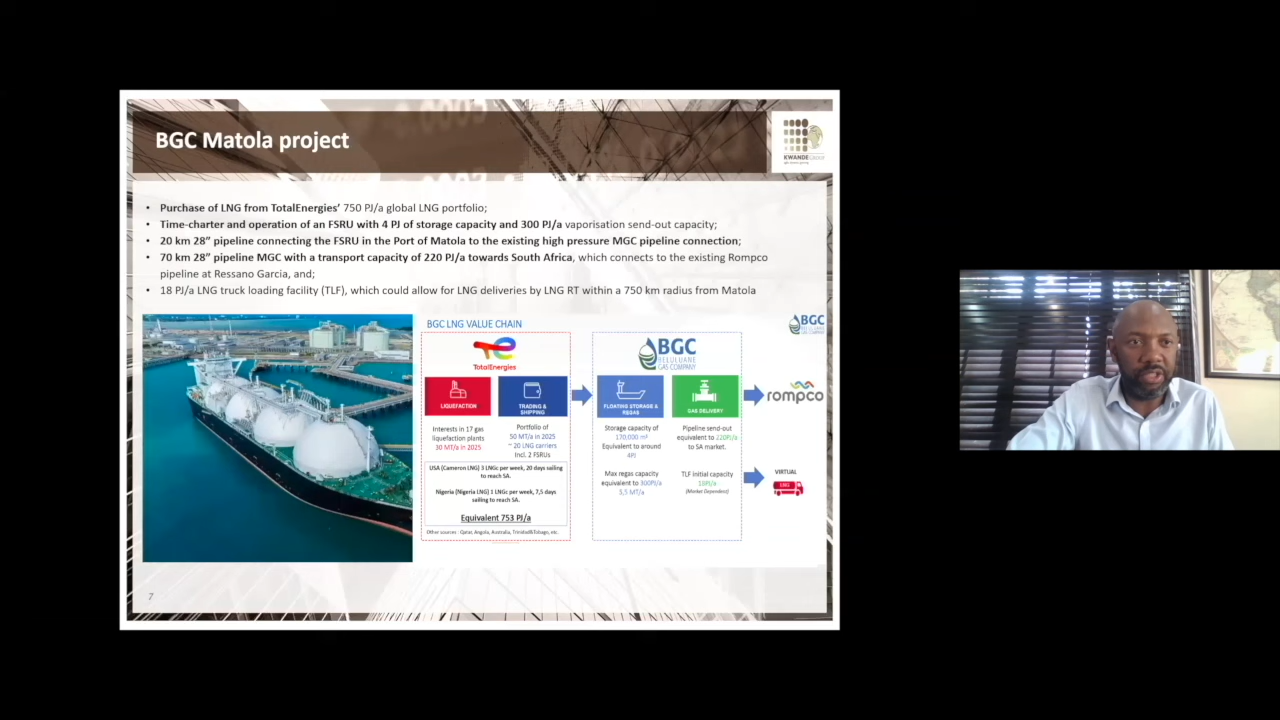 BGC Matola project
KWANDE
• Purchase of LNG from TotalEnergies' 750 PJ/a global LNG portfolio;
• Time-charter and operation of an FSRU with 4 PJ of storage capacity and 300 PJ/a vaporisation send-out capacity;
• 20 km 28" pipeline connecting the FSRU in the Port of Matola to the existing high pressure MGC pipeline connection;
• 70 km 28" pipeline MGC with a transport capacity of 220 PJ/a towards South Africa, which connects to the existing Rompco
pipeline at Ressano Garcia, and;
• 18 PJ/a LNG truck loading facility (TLF), which could allow for LNG deliveries by LNG RT within a 750 km radius from Matola
BGC LNG VALUE CHAIN
BGC
TotalEnergies
BGC
BELULUANE
GAS COMPANY
LIQUEFACTION
TRADING &
SHIPPING
FLOATING STORAGE &
REGAS
GAS DELIVERY
rompco
Interests in 17 gas
liquefaction plants
30 MT/a in 2025
Portfolio of
50 MT/a in 2025
~ 20 LNG carriers
Incl. 2 FSRUs
Storage capacity of
170,000 m³
Equivalent to around
4PJ
Pipeline send-out
equivalent to 220PJ/a
to SA market.
USA (Cameron LNG) 3 LNGc per week, 20 days sailing
to reach SA.
Nigeria (Nigeria LNG) 1 LNGc per week, 7,5 days
sailing to reach SA.
Equivalent 753 PJ/a
Other sources : Qatar, Angola, Australia, Trinidad&Tobago, etc.
Max regas capacity
equivalent to 300PJ/a
5,5 MT/a
TLF initial capacity
18PJ/a
(Market Dependent)
VIRTUAL
LNG
7